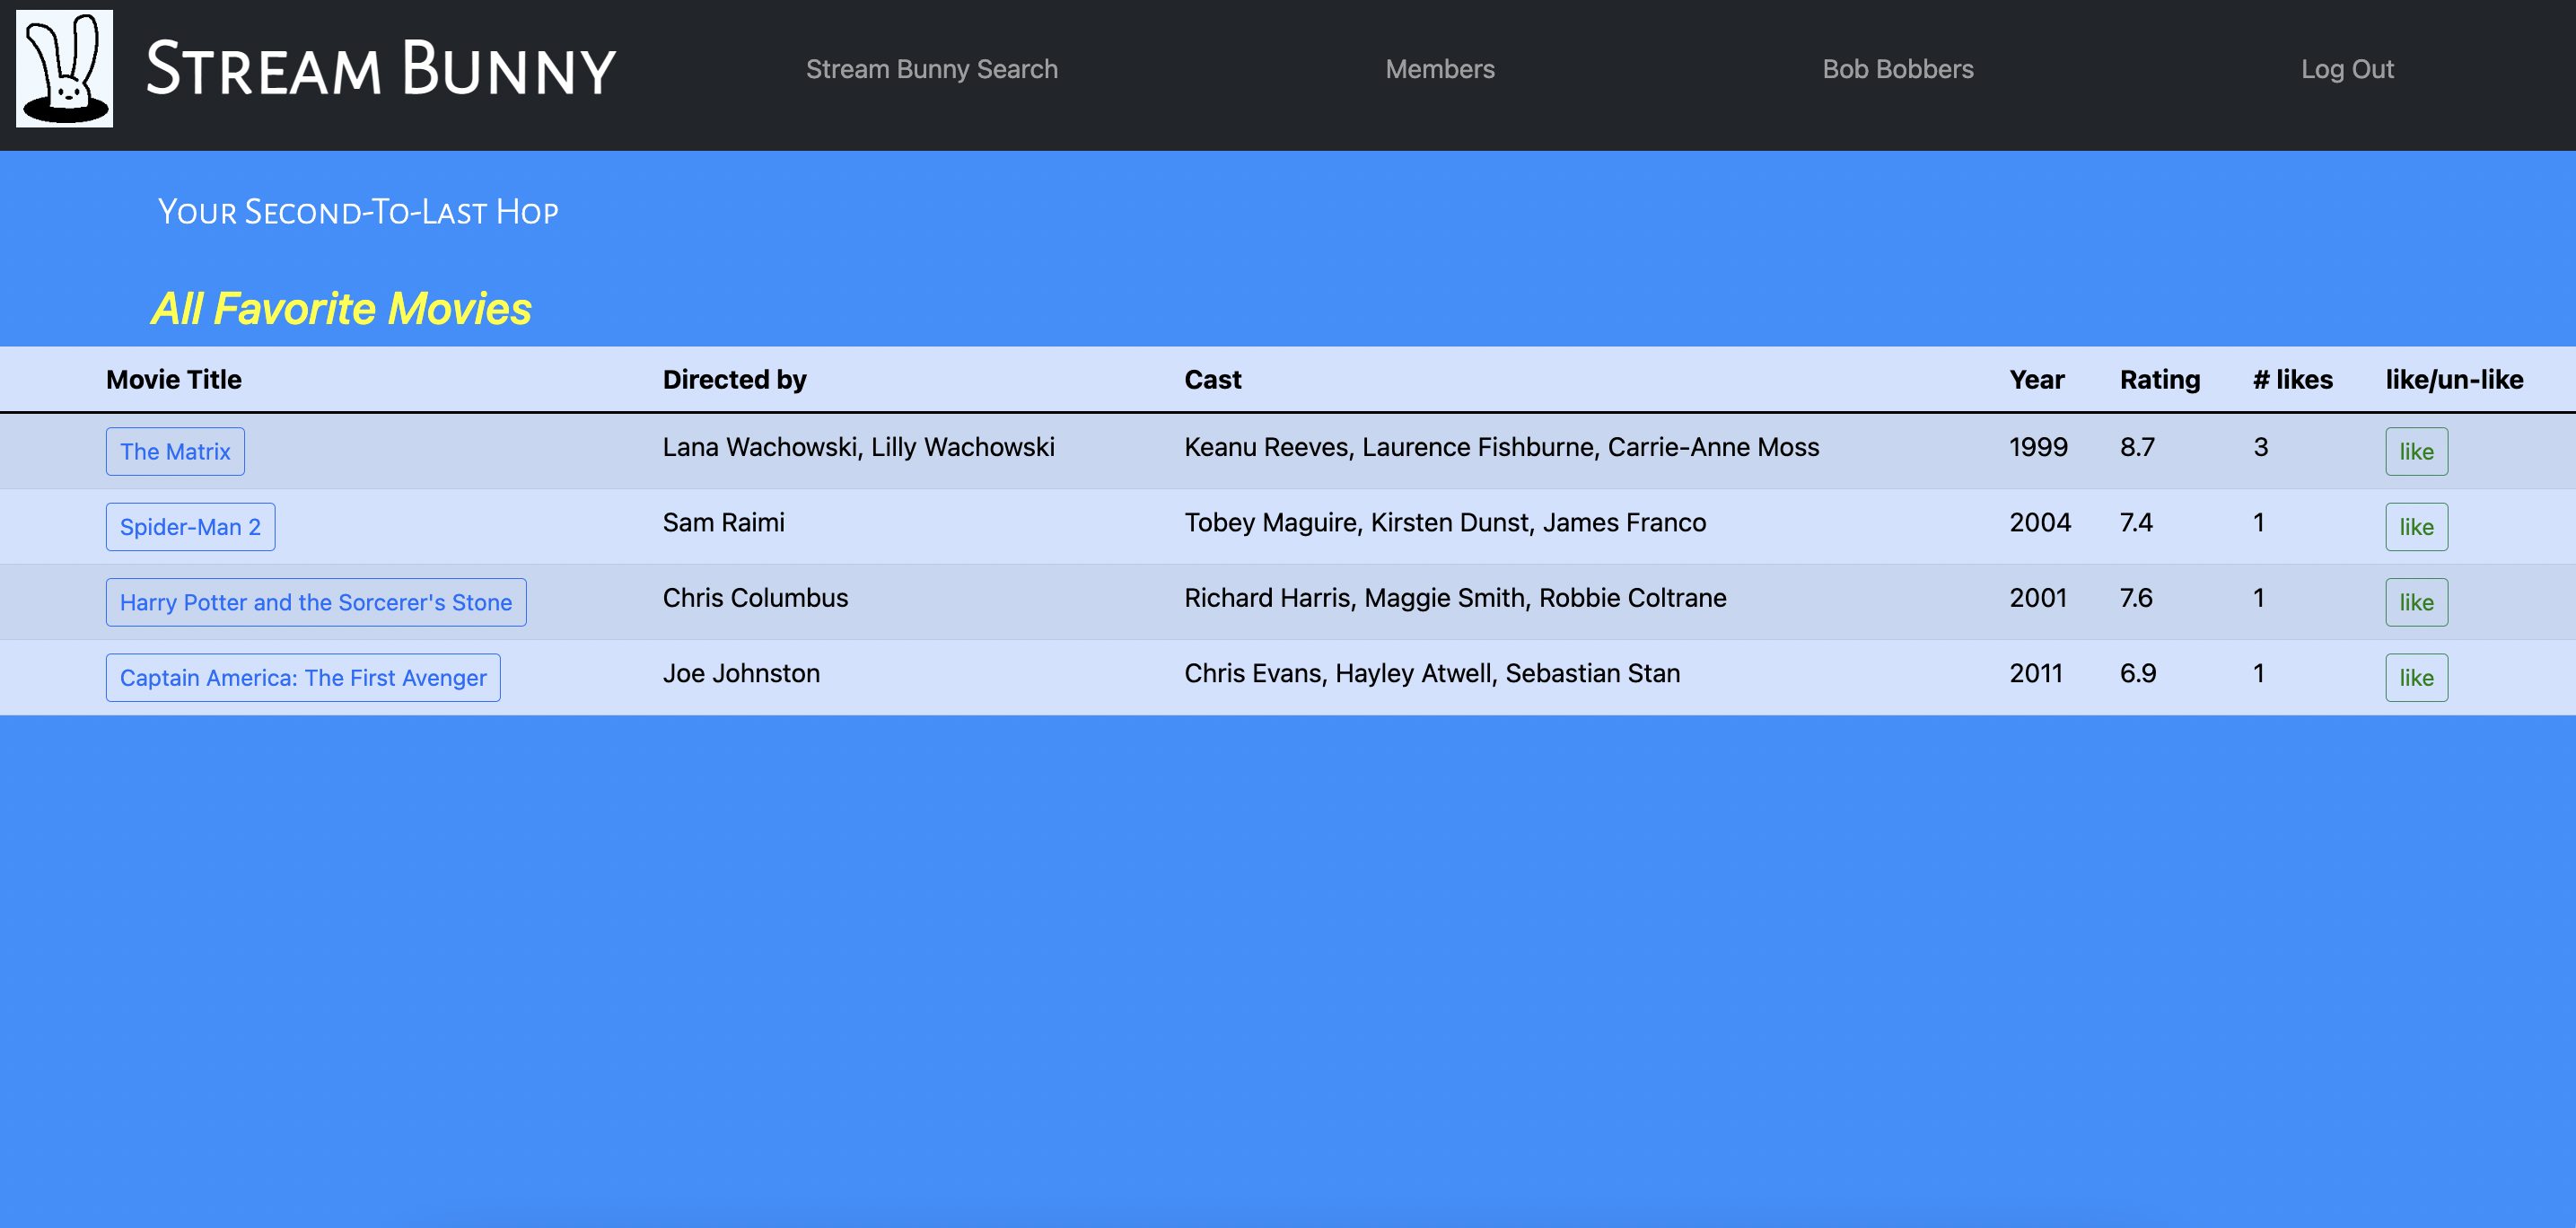 Stream Bunny Stream Bunny Search Members Bob Bobbers Log Out
Your Second-To-Last Hop
All Favorite Movies
Movie Title Directed by Cast Year Rating # likes like/un-like
The Matrix Lana Wachowski, Lilly Wachowski Keanu Reeves, Laurence Fishburne, Carrie-Anne Moss 1999 8.7 3 like
Spider-Man 2 Sam Raimi Tobey Maguire, Kirsten Dunst, James Franco 2004 7.4 1 like
Harry Potter and the Sorcerer's Stone Chris Columbus Richard Harris, Maggie Smith, Robbie Coltrane 2001 7.6 1 like
Captain America: The First Avenger Joe Johnston Chris Evans, Hayley Atwell, Sebastian Stan 2011 6.9 1 like